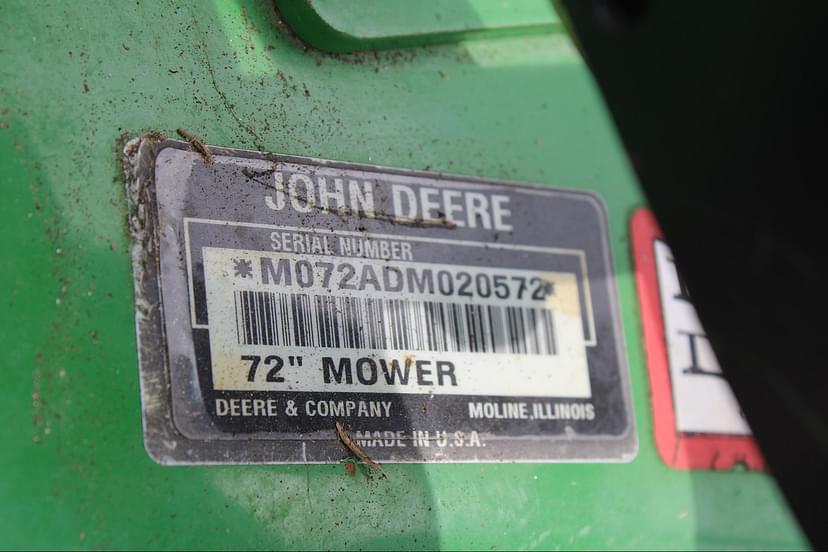 JOHN DEERE
SERIAL NUMBER
*M072ADM020572*
72" MOWER
DEERE & COMPANY MOLINE, ILLINOIS
MADE IN U.S.A.